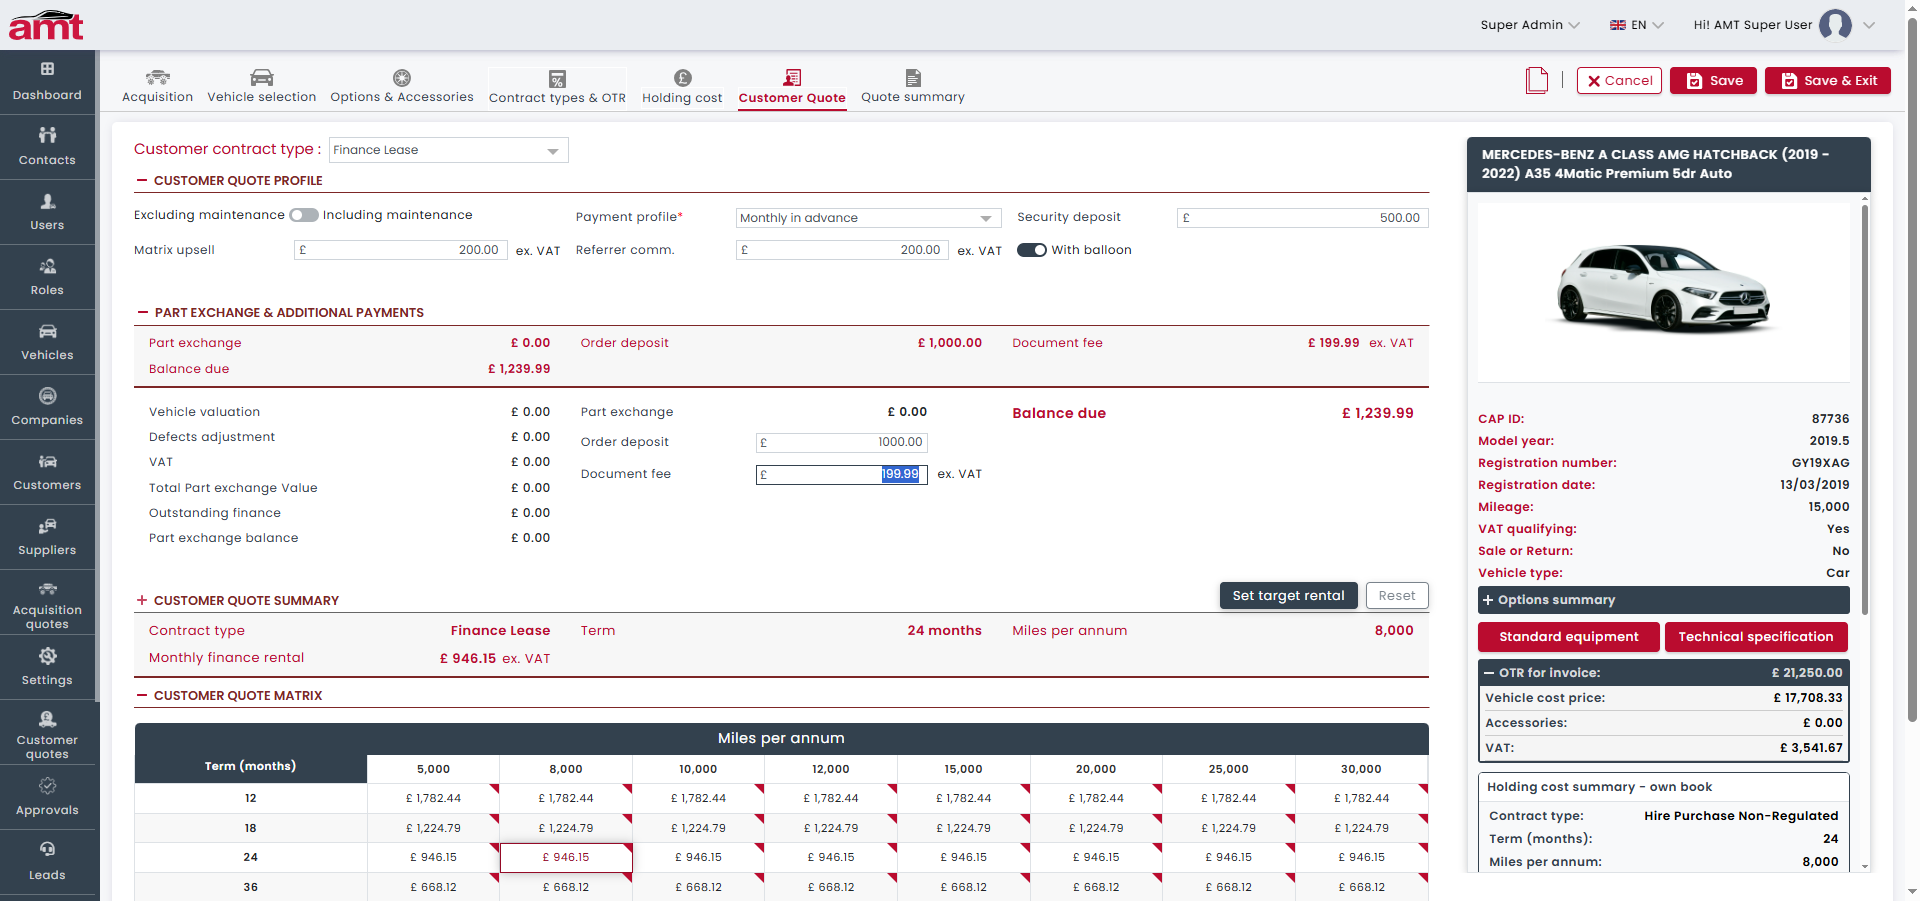 amt
Super Admin
EN
Hi! AMT Super User
Dashboard
Contacts
Users
Roles
Vehicles
Companies
Customers
Suppliers
Acquisition
quotes
Settings
Customer
quotes
Approvals
Leads
Acquisition
Vehicle selection
Options & Accessories
Contract types & OTR
Holding cost
Customer Quote
Quote summary
Cancel
Save
Save & Exit
Customer contract type :
Finance Lease
CUSTOMER QUOTE PROFILE
Excluding maintenance
Including maintenance
Payment profile*
Monthly in advance
Security deposit
£ 500.00
Matrix upsell
£ 200.00 ex. VAT
Referrer comm.
£ 200.00 ex. VAT
With balloon
PART EXCHANGE & ADDITIONAL PAYMENTS
Part exchange £ 0.00
Order deposit £ 1,000.00
Document fee £ 199.99 ex. VAT
Balance due £ 1,239.99
Vehicle valuation £ 0.00
Defects adjustment £ 0.00
VAT £ 0.00
Total Part exchange Value £ 0.00
Outstanding finance £ 0.00
Part exchange balance £ 0.00
Part exchange £ 0.00
Order deposit £ 1000.00
Document fee £ 199.99 ex. VAT
Balance due £ 1,239.99
CUSTOMER QUOTE SUMMARY
Set target rental
Reset
Contract type Finance Lease
Term 24 months
Miles per annum 8,000
Monthly finance rental £ 946.15 ex. VAT
CUSTOMER QUOTE MATRIX
Miles per annum
Term (months) 5,000 8,000 10,000 12,000 15,000 20,000 25,000 30,000
12 £ 1,782.44 £ 1,782.44 £ 1,782.44 £ 1,782.44 £ 1,782.44 £ 1,782.44 £ 1,782.44 £ 1,782.44
18 £ 1,224.79 £ 1,224.79 £ 1,224.79 £ 1,224.79 £ 1,224.79 £ 1,224.79 £ 1,224.79 £ 1,224.79
24 £ 946.15 £ 946.15 £ 946.15 £ 946.15 £ 946.15 £ 946.15 £ 946.15 £ 946.15
36 £ 668.12 £ 668.12 £ 668.12 £ 668.12 £ 668.12 £ 668.12 £ 668.12 £ 668.12
MERCEDES-BENZ A CLASS AMG HATCHBACK (2019 -
2022) A35 4Matic Premium 5dr Auto
CAP ID: 87736
Model year: 2019.5
Registration number: GY19XAG
Registration date: 13/03/2019
Mileage: 15,000
VAT qualifying: Yes
Sale or Return: No
Vehicle type: Car
Options summary
Standard equipment
Technical specification
OTR for invoice: £ 21,250.00
Vehicle cost price: £ 17,708.33
Accessories: £ 0.00
VAT: £ 3,541.67
Holding cost summary - own book
Contract type: Hire Purchase Non-Regulated
Term (months): 24
Miles per annum: 8,000